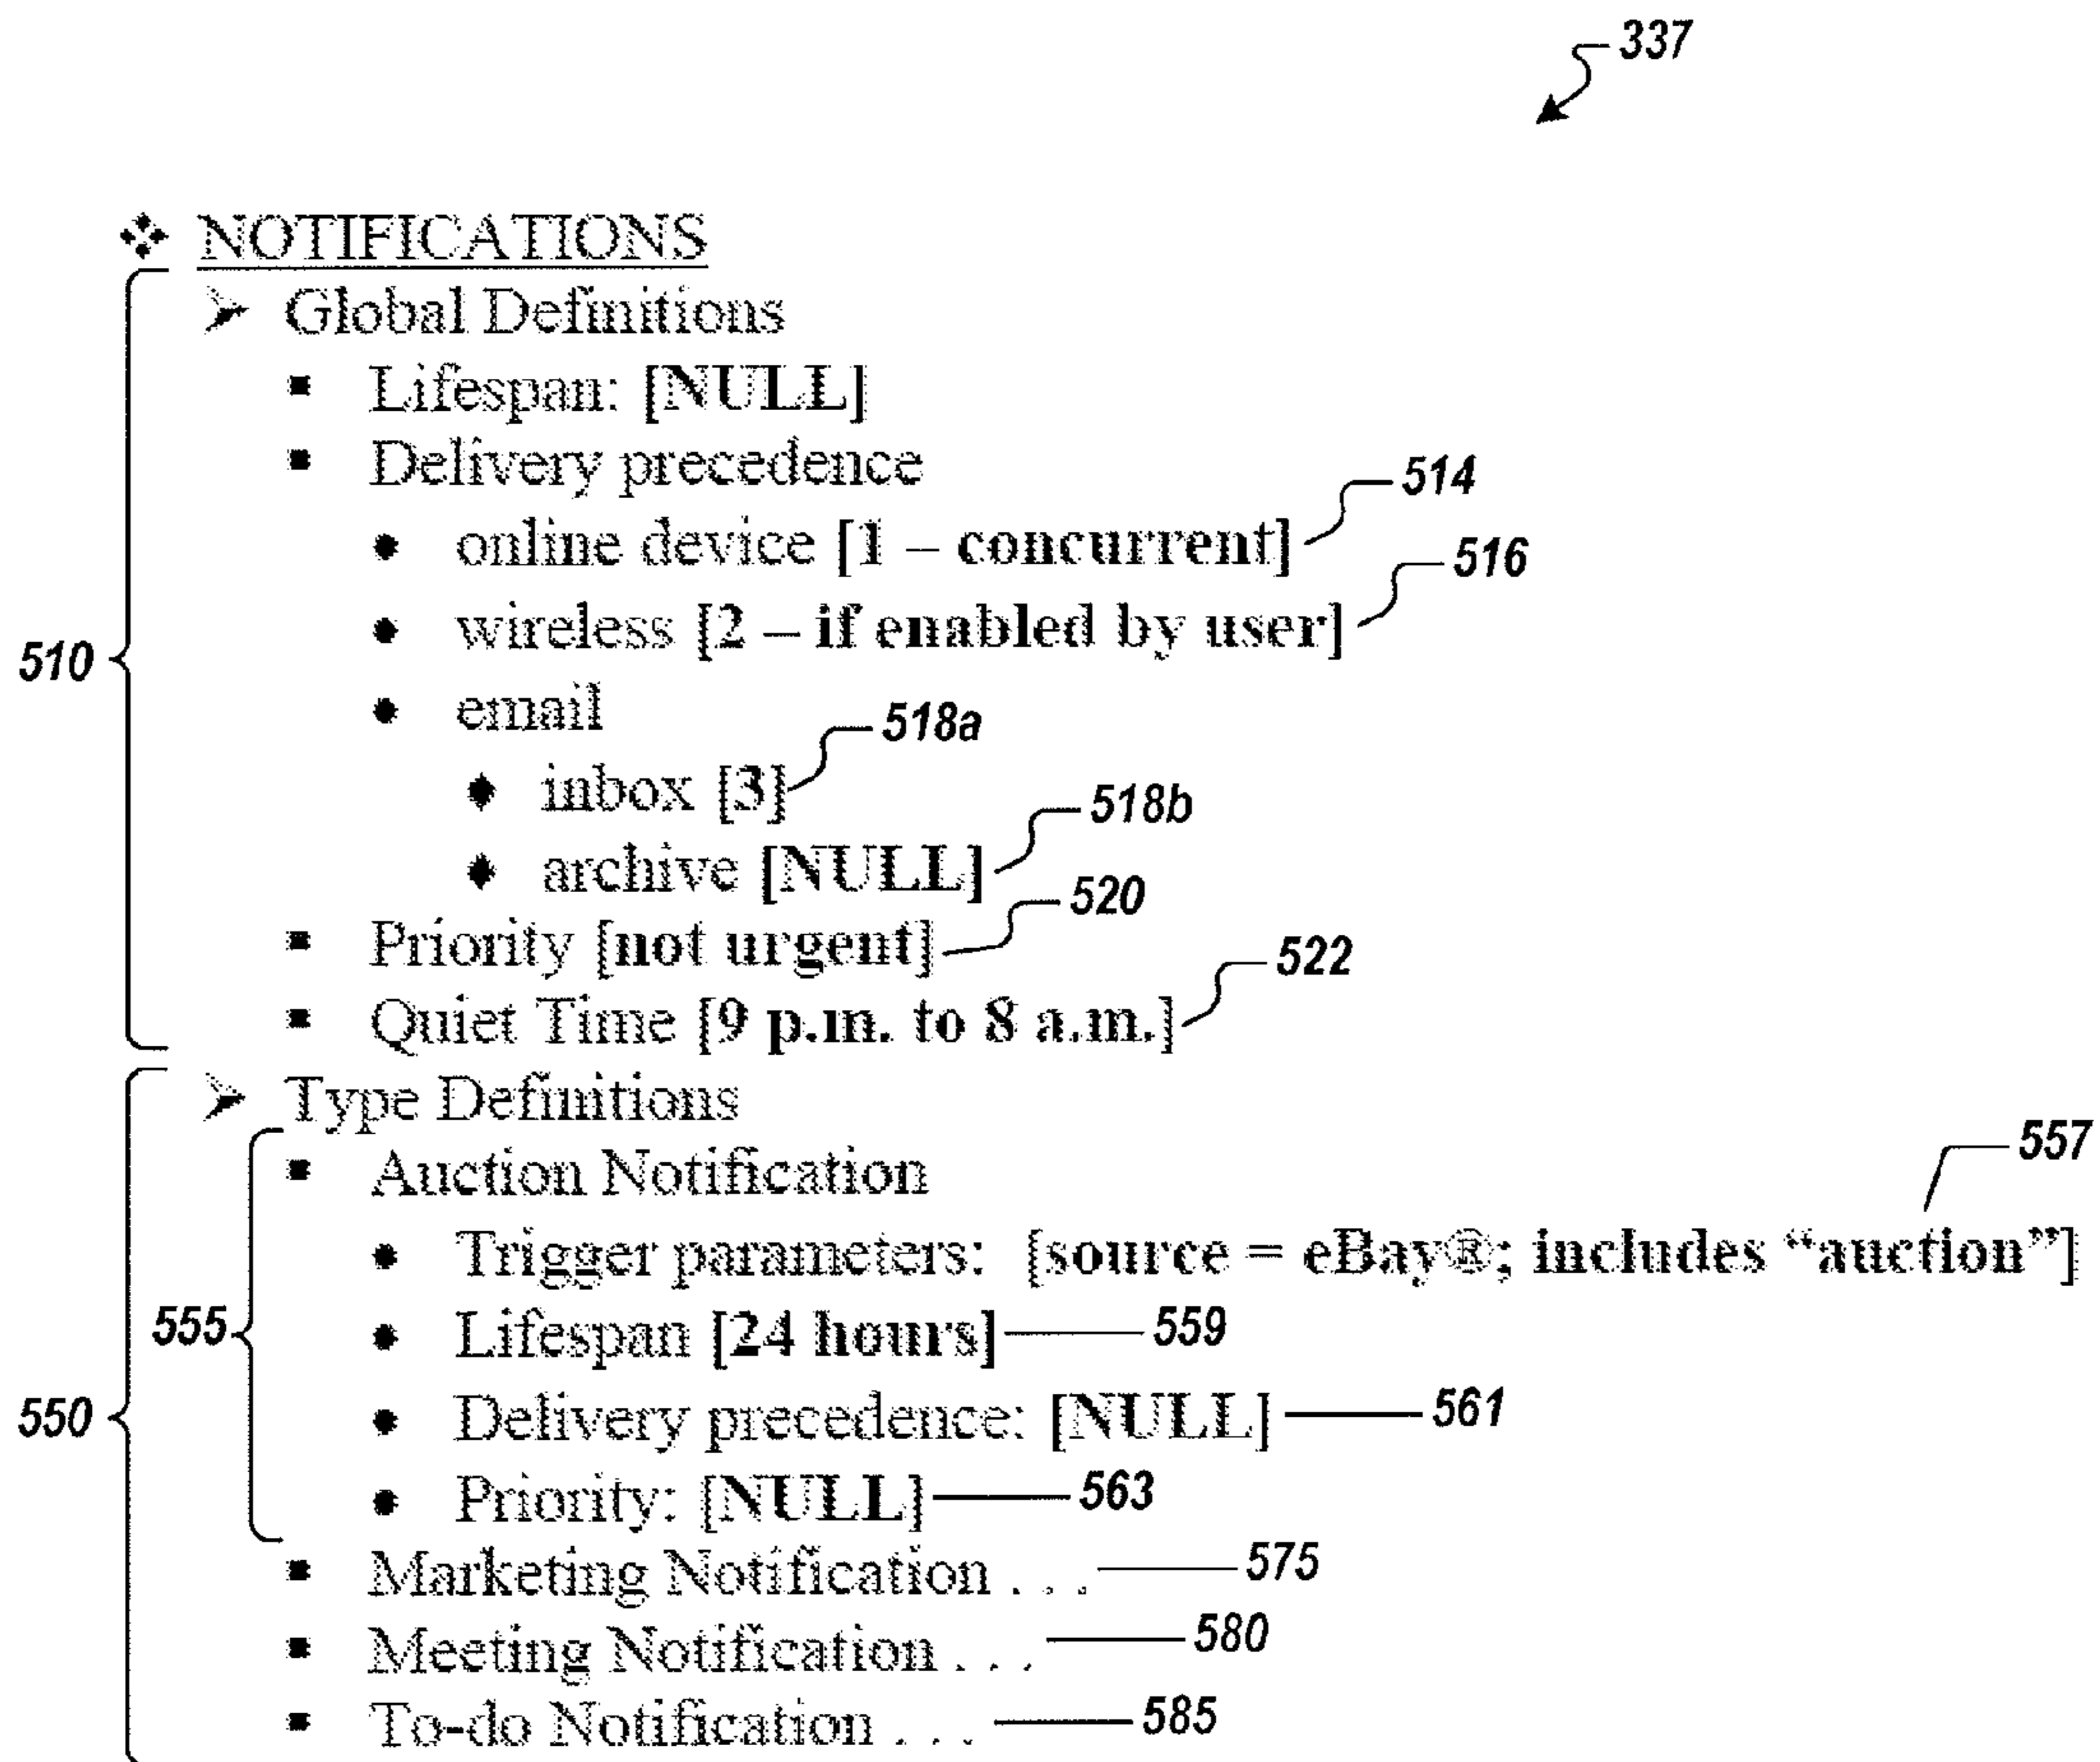 337
❖ NOTIFICATIONS
➢ Global Definitions
▪ Lifespan: [NULL]
▪ Delivery precedence
514
• online device [1 – concurrent]
516
• wireless [2 – if enabled by user]
510
• email
518a
♦ inbox [3]
518b
♦ archive [NULL]
520
▪ Priority [not urgent]
522
▪ Quiet Time [9 p.m. to 8 a.m.]
➢ Type Definitions
557
▪ Auction Notification
• Trigger parameters: [source = eBay®; includes “auction”]
555
• Lifespan [24 hours] 559
550
• Delivery precedence: [NULL] 561
• Priority: [NULL] 563
▪ Marketing Notification . . . 575
▪ Meeting Notification . . . 580
▪ To-do Notification . . . 585